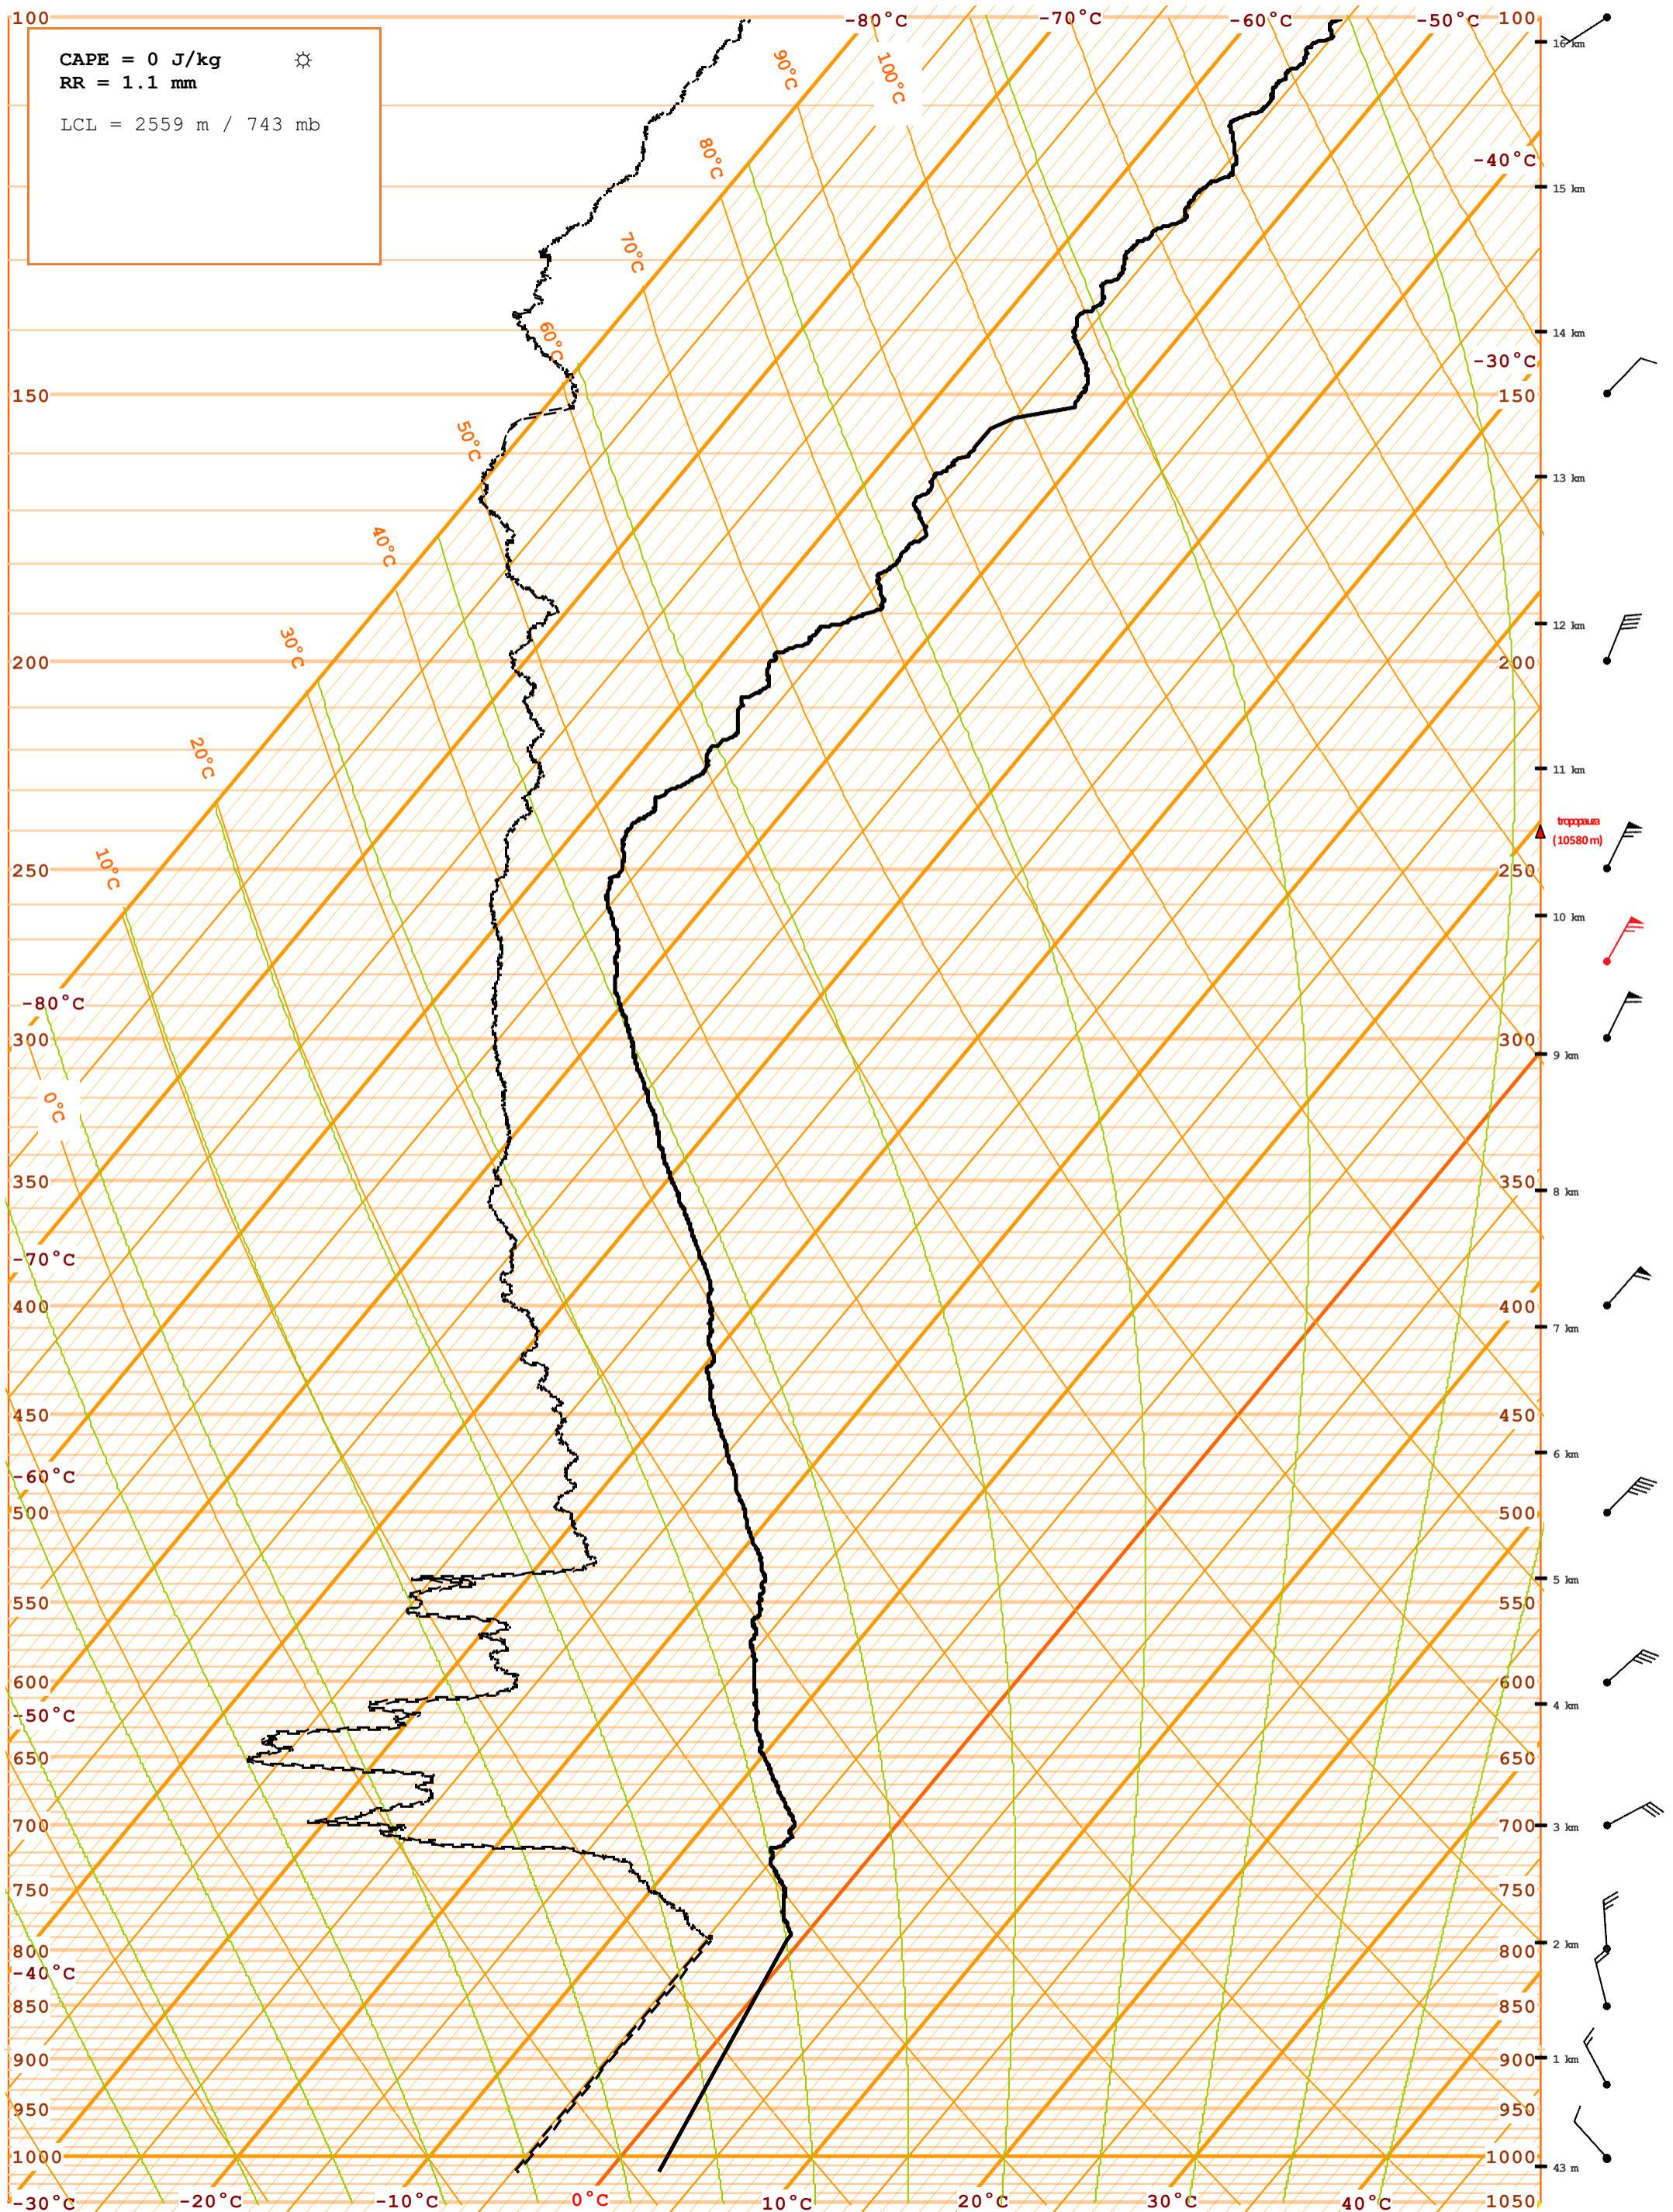 100
-80°C
-70°C
-60°C
-50°C
100
CAPE = 0 J/kg ☼
RR = 1.1 mm
LCL = 2559 m / 743 mb
16 km
90°C
100°C
80°C
-40°C
15 km
70°C
60°C
14 km
-30°C
150
150
50°C
13 km
40°C
12 km
30°C
200
200
20°C
11 km
tropopauza
(10580 m)
10°C
250
250
10 km
-80°C
300
300
9 km
0°C
350
350
8 km
-70°C
400
400
7 km
450
450
6 km
-60°C
500
500
5 km
550
550
600
600
4 km
-50°C
650
650
700
700
3 km
750
750
800
800
2 km
-40°C
850
850
900
900
1 km
950
950
1000
1000
43 m
-30°C
-20°C
-10°C
0°C
10°C
20°C
30°C
40°C
1050